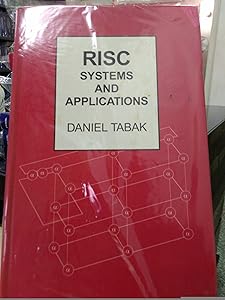 RISC
SYSTEMS
AND
APPLICATIONS
DANIEL TABAK